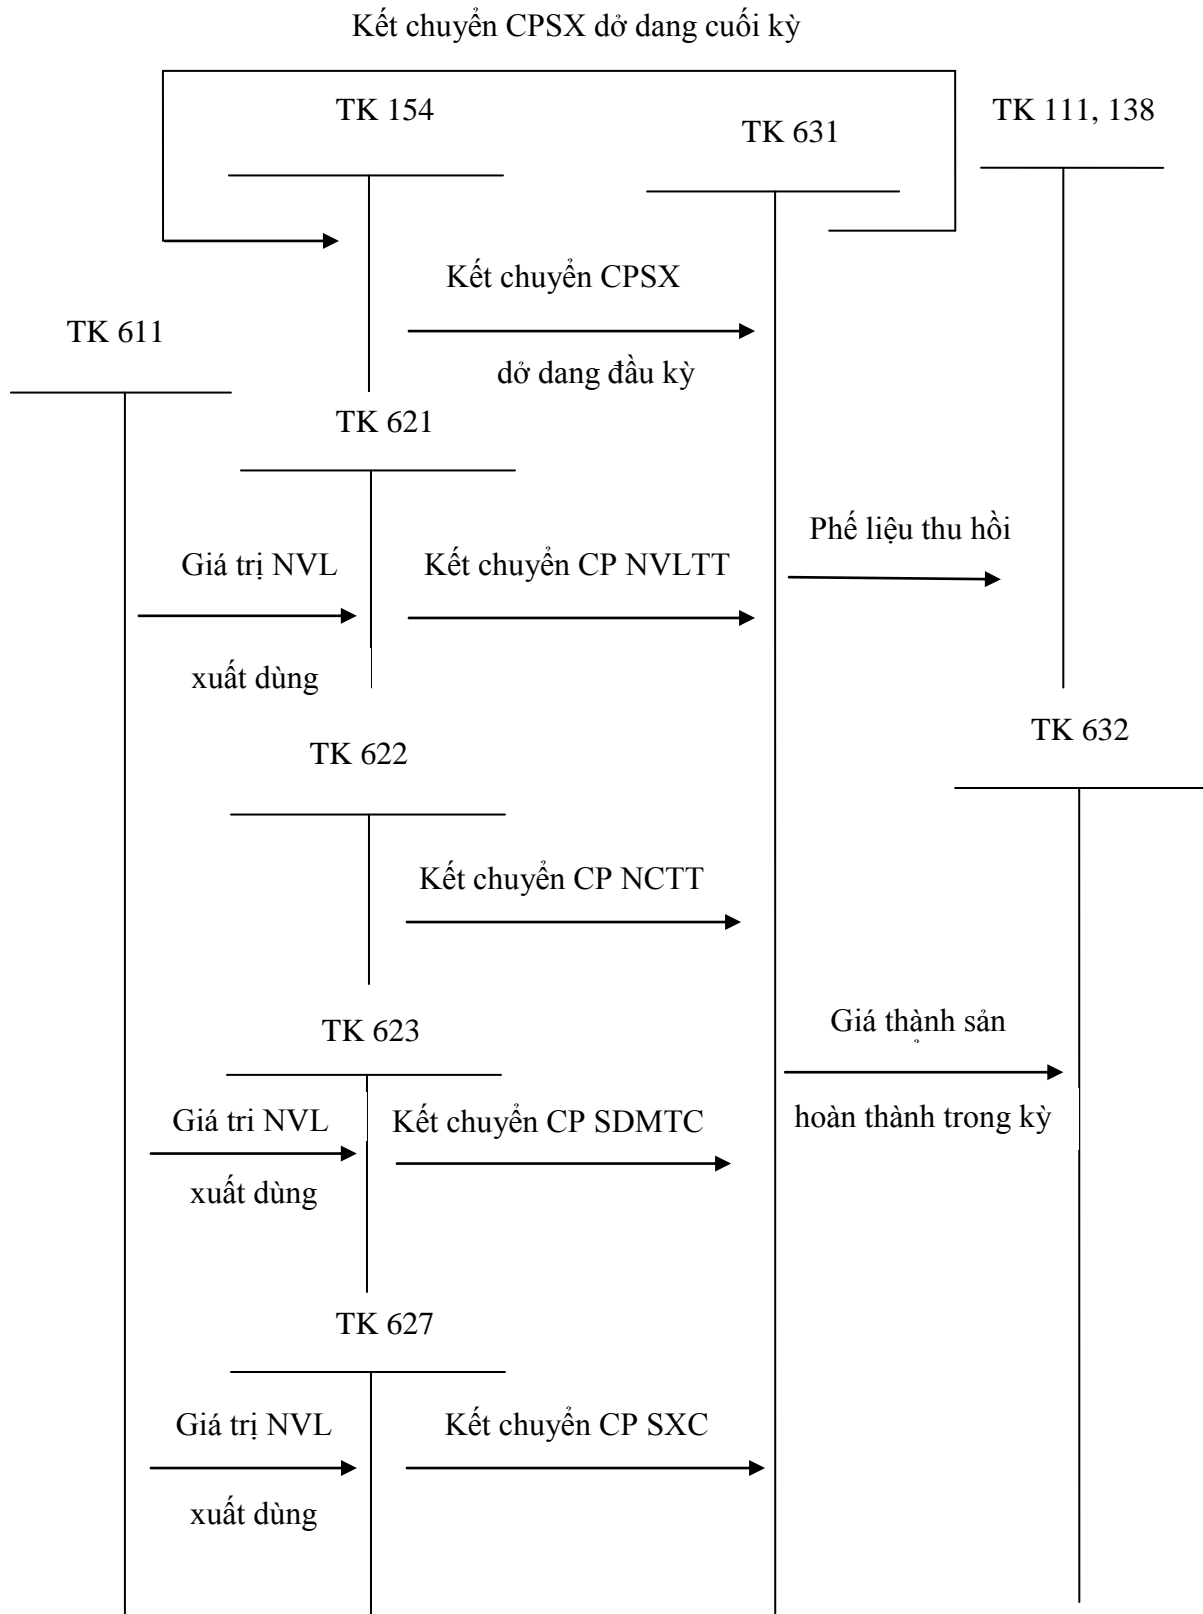 Kết chuyển CPSX dở dang cuối kỳ
TK 154
TK 631
TK 111, 138
Kết chuyển CPSX
dở dang đầu kỳ
TK 611
TK 621
Giá trị NVL
xuất dùng
Kết chuyển CP NVLTT
Phế liệu thu hồi
TK 622
TK 632
Kết chuyển CP NCTT
TK 623
Giá thành sản
hoàn thành trong kỳ
Giá tri NVL
xuất dùng
Kết chuyển CP SDMTC
TK 627
Giá trị NVL
xuất dùng
Kết chuyển CP SXC